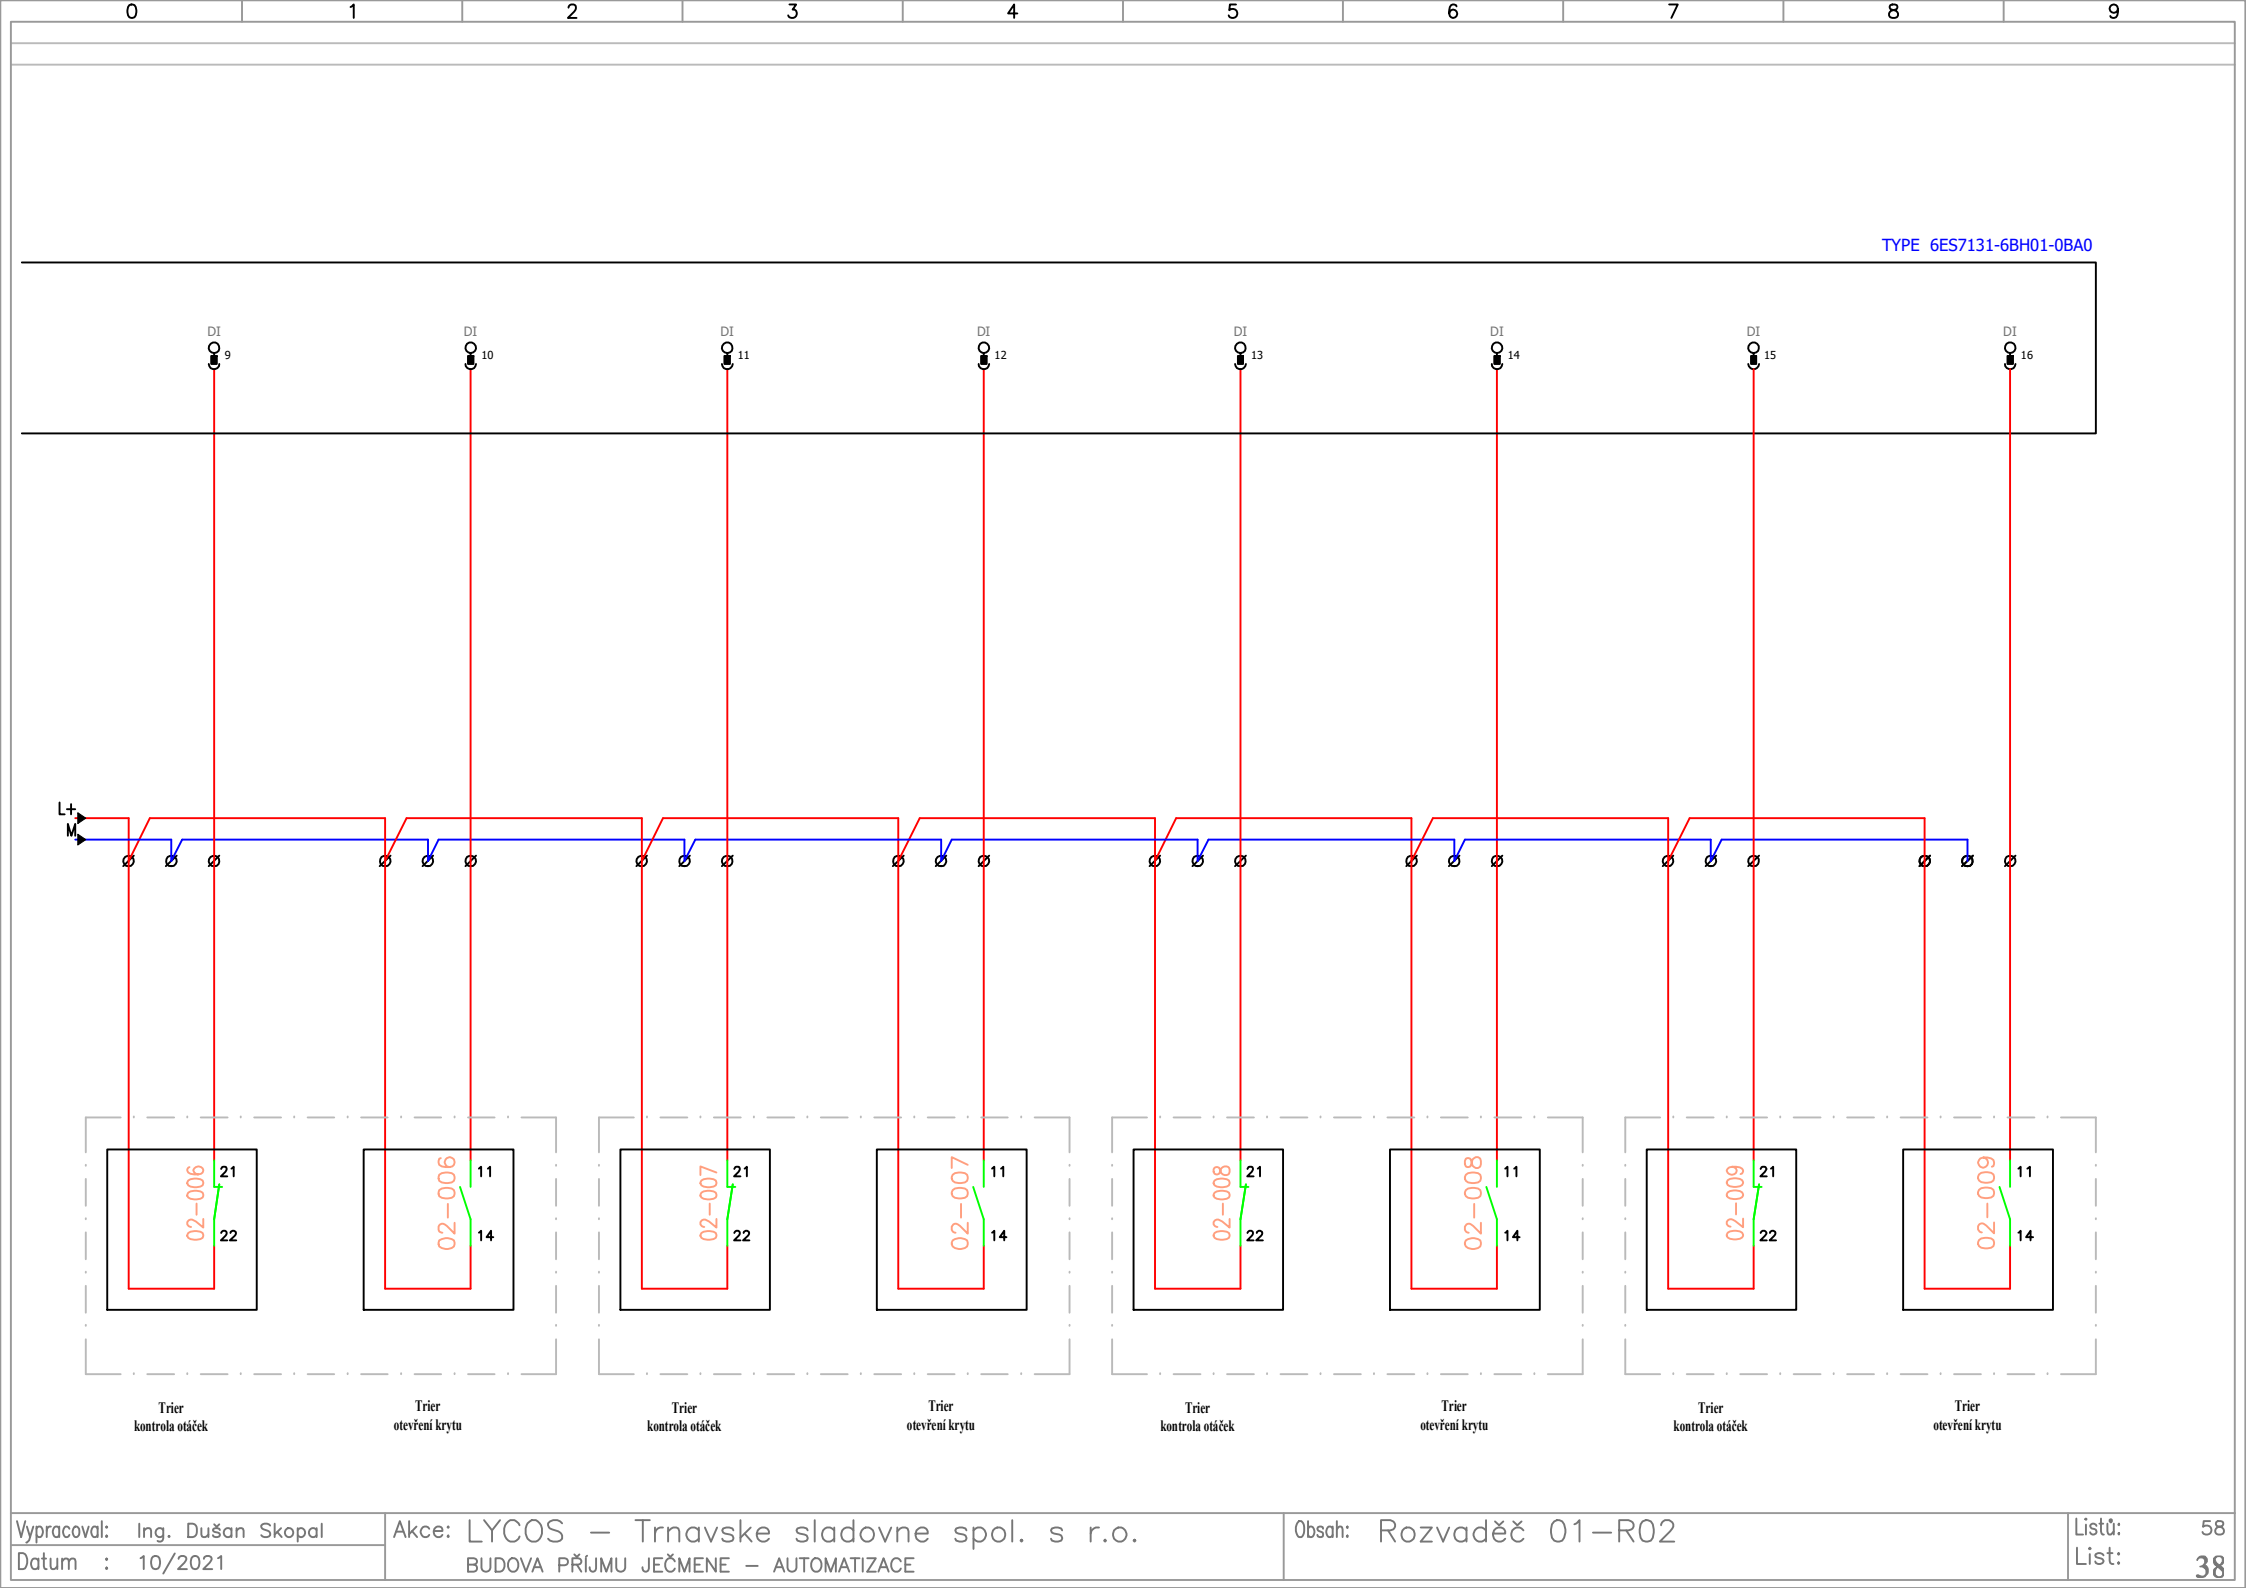 0 1 2 3 4 5 6 7 8 9
TYPE 6ES7131-6BH01-0BA0
DI DI DI DI DI DI DI DI
9 10 11 12 13 14 15 16
L+
M
02-006 21 22
02-006 11 14
02-007 21 22
02-007 11 14
02-008 21 22
02-008 11 14
02-009 21 22
02-009 11 14
Trier
kontrola otáček
Trier
otevření krytu
Trier
kontrola otáček
Trier
otevření krytu
Trier
kontrola otáček
Trier
otevření krytu
Trier
kontrola otáček
Trier
otevření krytu
Vypracoval: Ing. Dušan Skopal
Datum : 10/2021
Akce: LYCOS – Trnavske sladovne spol. s r.o.
BUDOVA PŘÍJMU JEČMENE – AUTOMATIZACE
Obsah: Rozvaděč 01-R02
Listů: 58
List: 38